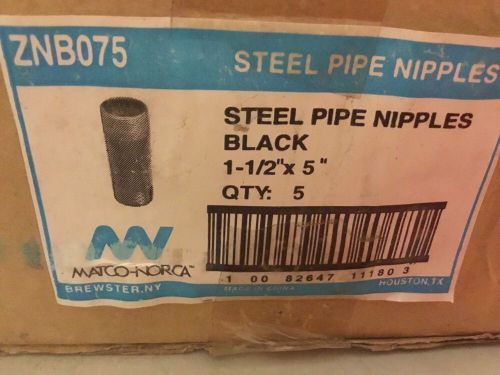 ZNB075
STEEL PIPE NIPPLES
STEEL PIPE NIPPLES
BLACK
1-1/2"x 5"
QTY: 5
MATCO-NORCA
1 00 82647 11180 3
BREWSTER,NY
MADE IN CHINA
HOUSTON,TX